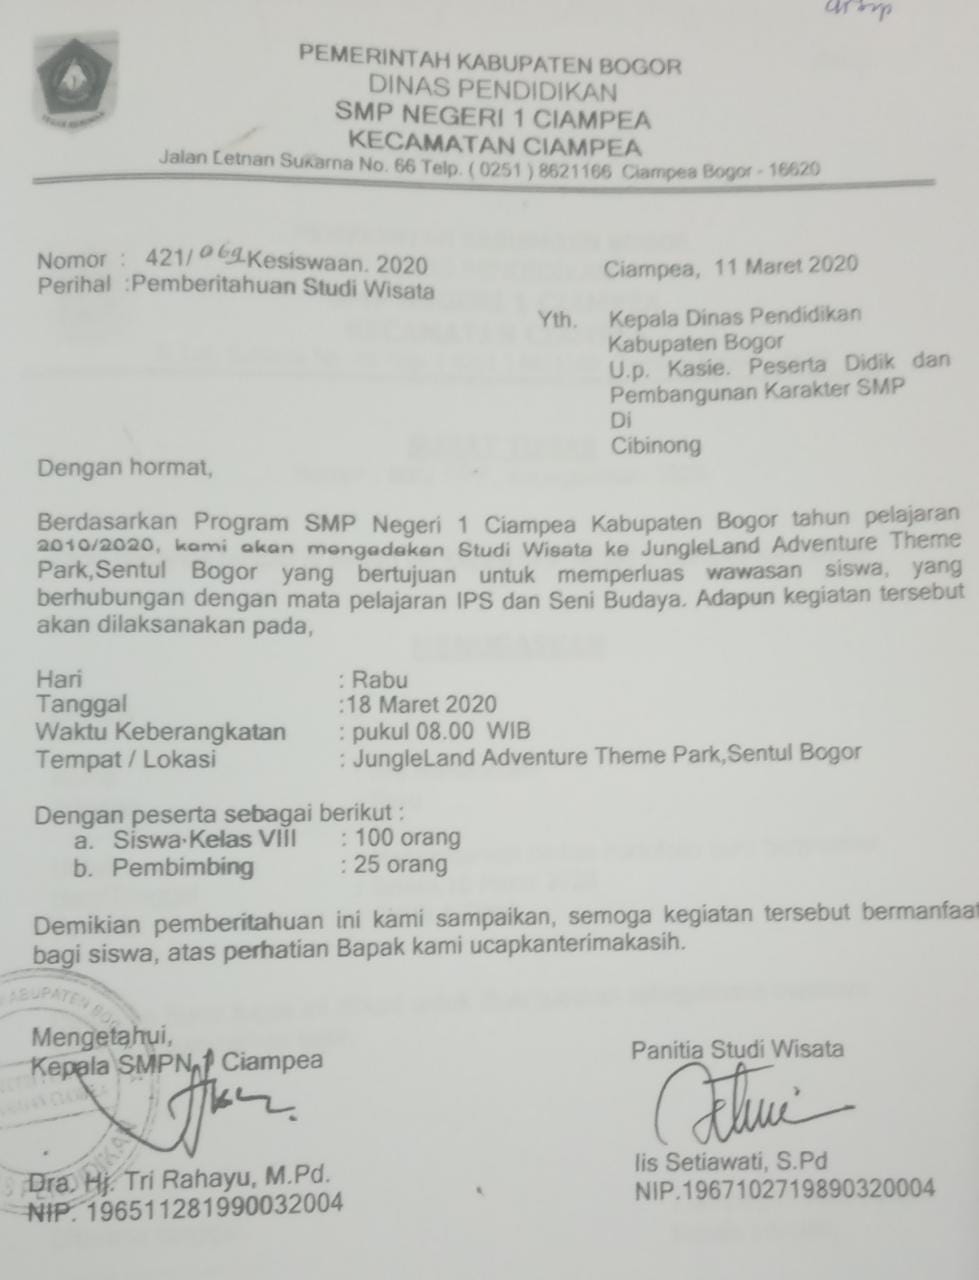 arsip
PEMERINTAH KABUPATEN BOGOR
DINAS PENDIDIKAN
SMP NEGERI 1 CIAMPEA
KECAMATAN CIAMPEA
Jalan Letnan Sukarna No. 66 Telp. ( 0251 ) 8621166 Ciampea Bogor - 16620
Nomor : 421/069Kesiswaan. 2020
Ciampea, 11 Maret 2020
Perihal :Pemberitahuan Studi Wisata
Yth. Kepala Dinas Pendidikan
Kabupaten Bogor
U.p. Kasie. Peserta Didik dan
Pembangunan Karakter SMP
Di
Cibinong
Dengan hormat,
Berdasarkan Program SMP Negeri 1 Ciampea Kabupaten Bogor tahun pelajaran
2010/2020, kami akan mengadakan Studi Wisata ke JungleLand Adventure Theme
Park,Sentul Bogor yang bertujuan untuk memperluas wawasan siswa, yang
berhubungan dengan mata pelajaran IPS dan Seni Budaya. Adapun kegiatan tersebut
akan dilaksanakan pada,
Hari : Rabu
Tanggal :18 Maret 2020
Waktu Keberangkatan : pukul 08.00 WIB
Tempat / Lokasi : JungleLand Adventure Theme Park,Sentul Bogor
Dengan peserta sebagai berikut :
a. Siswa Kelas VIII : 100 orang
b. Pembimbing : 25 orang
Demikian pemberitahuan ini kami sampaikan, semoga kegiatan tersebut bermanfaat
bagi siswa, atas perhatian Bapak kami ucapkanterimakasih.
Mengetahui,
Kepala SMPN 1 Ciampea
Dra. Hj. Tri Rahayu, M.Pd.
NIP. 196511281990032004
Panitia Studi Wisata
Iis Setiawati, S.Pd
NIP.1967102719890320004